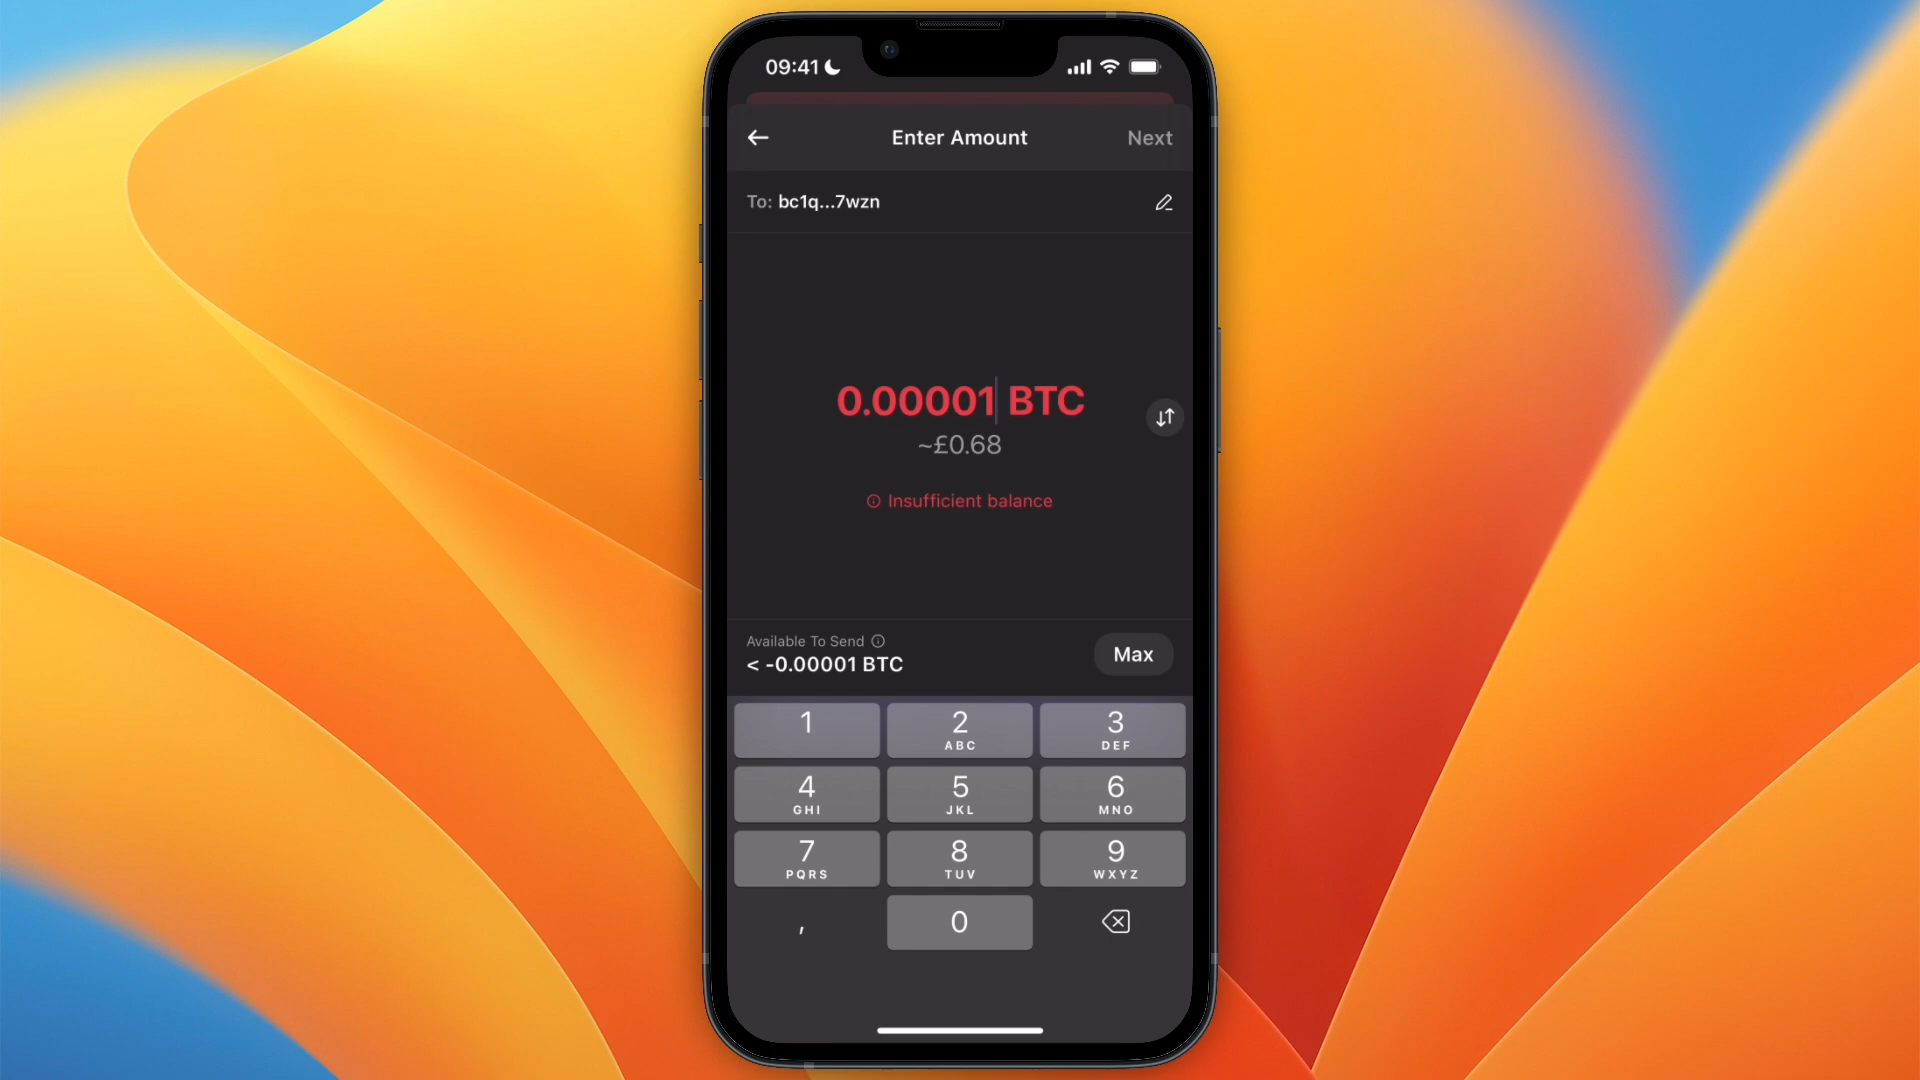 09:41
Enter Amount
Next
To: bc1q...7wzn
0.00001 BTC
~£0.68
Insufficient balance
Available To Send
< -0.00001 BTC
Max
1
2
ABC
3
DEF
4
GHI
5
JKL
6
MNO
7
PQRS
8
TUV
9
WXYZ
,
0